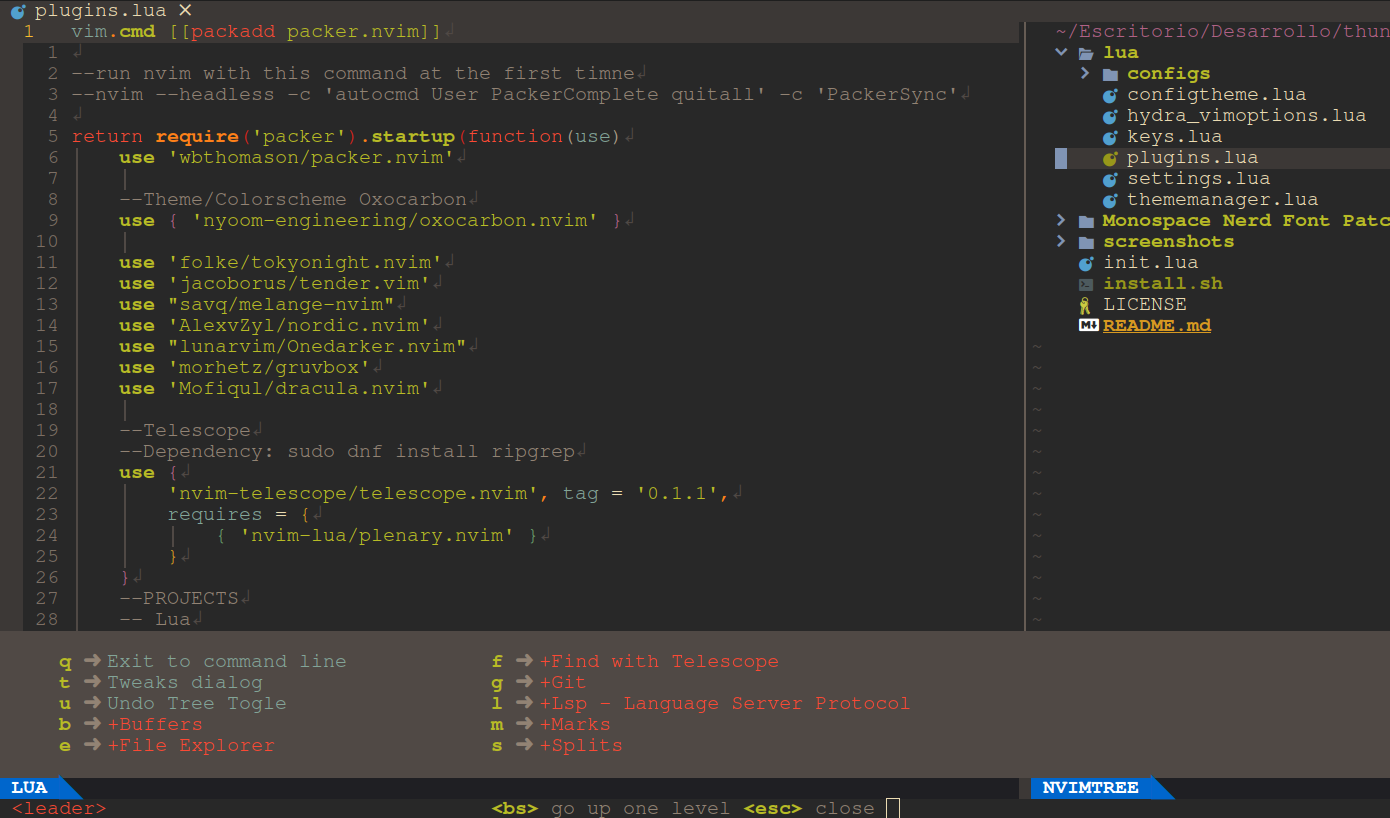 plugins.lua ✕
1 vim.cmd [[packadd packer.nvim]]
1
2 --run nvim with this command at the first timne
3 --nvim --headless -c 'autocmd User PackerComplete quitall' -c 'PackerSync'
4
5 return require('packer').startup(function(use)
6 use 'wbthomason/packer.nvim'
7
8 --Theme/Colorscheme Oxocarbon
9 use { 'nyoom-engineering/oxocarbon.nvim' }
10
11 use 'folke/tokyonight.nvim'
12 use 'jacoborus/tender.vim'
13 use "savq/melange-nvim"
14 use 'AlexvZyl/nordic.nvim'
15 use "lunarvim/Onedarker.nvim"
16 use 'morhetz/gruvbox'
17 use 'Mofiqul/dracula.nvim'
18
19 --Telescope
20 --Dependency: sudo dnf install ripgrep
21 use {
22 'nvim-telescope/telescope.nvim', tag = '0.1.1',
23 requires = {
24 { 'nvim-lua/plenary.nvim' }
25 }
26 }
27 --PROJECTS
28 -- Lua
~/Escritorio/Desarrollo/thun
lua
configs
configtheme.lua
hydra_vimoptions.lua
keys.lua
plugins.lua
settings.lua
thememanager.lua
Monospace Nerd Font Patc
screenshots
init.lua
install.sh
LICENSE
M↓ README.md
~
~
~
~
~
~
~
~
~
~
~
~
~
~
q ➜ Exit to command line
t ➜ Tweaks dialog
u ➜ Undo Tree Togle
b ➜ +Buffers
e ➜ +File Explorer
f ➜ +Find with Telescope
g ➜ +Git
l ➜ +Lsp - Language Server Protocol
m ➜ +Marks
s ➜ +Splits
LUA
NVIMTREE
<leader>
<bs> go up one level <esc> close